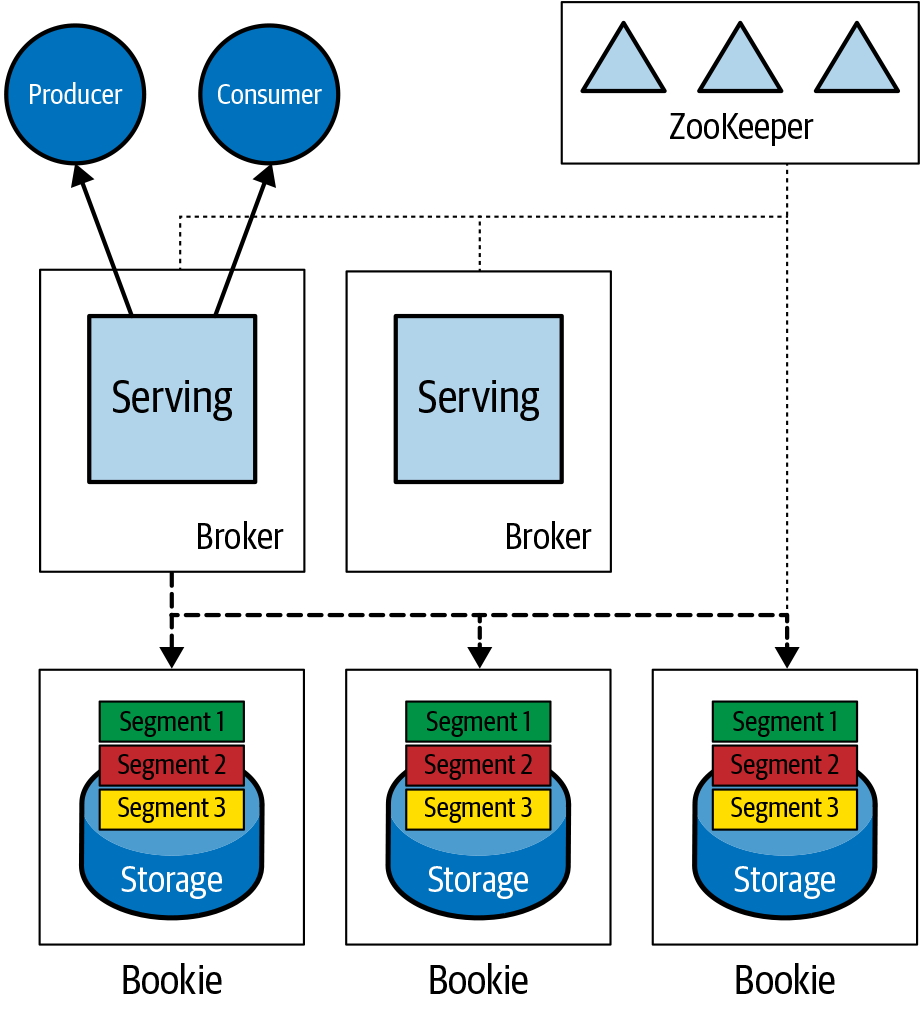 Producer
Consumer
ZooKeeper
Serving
Serving
Broker
Broker
Segment 1
Segment 2
Segment 3
Storage
Segment 1
Segment 2
Segment 3
Storage
Segment 1
Segment 2
Segment 3
Storage
Bookie
Bookie
Bookie